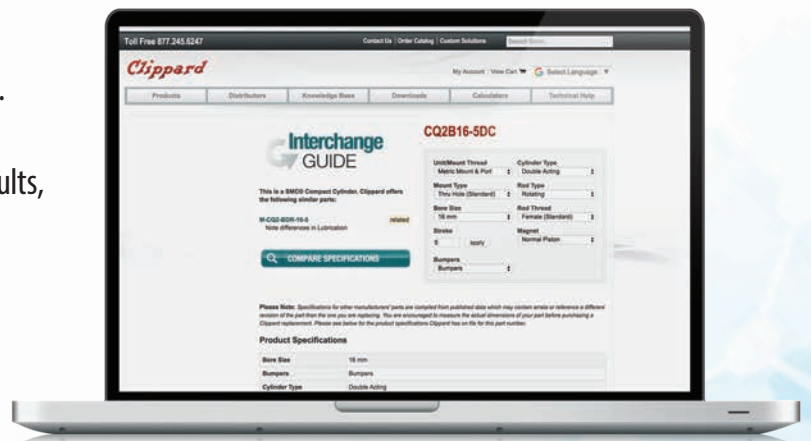 .
ults,
Toll Free 877.245.6247
Contact Us | Order Catalog | Custom Solutions
Clippard
My Account | View Cart
G Select Language ▼
Products
Distributors
Knowledge Base
Downloads
Calculators
Technical Help
Interchange
GUIDE
This is a SMC® Compact Cylinder. Clippard offers
the following similar parts:
related
Note differences in Lubrication
COMPARE SPECIFICATIONS
CQ2B16-5DC
Unit/Mount Thread
Metric Mount & Port
Cylinder Type
Double Acting
Mount Type
Thru Hole (Standard)
Rod Type
Rotating
Bore Size
16 mm
Rod Thread
Female (Standard)
Stroke
5
apply
Magnet
Normal Piston
Bumpers
Bumpers
Please Note: Specifications for other manufacturers' parts are compiled from published data which may contain errors or reference a different
revision of the part than the one you are replacing. You are encouraged to measure the actual dimensions of your part before purchasing a
Clippard replacement. Please see below for the product specifications Clippard has on file for this part number.
Product Specifications
Bore Size 16 mm
Bumpers Bumpers
Cylinder Type Double Acting